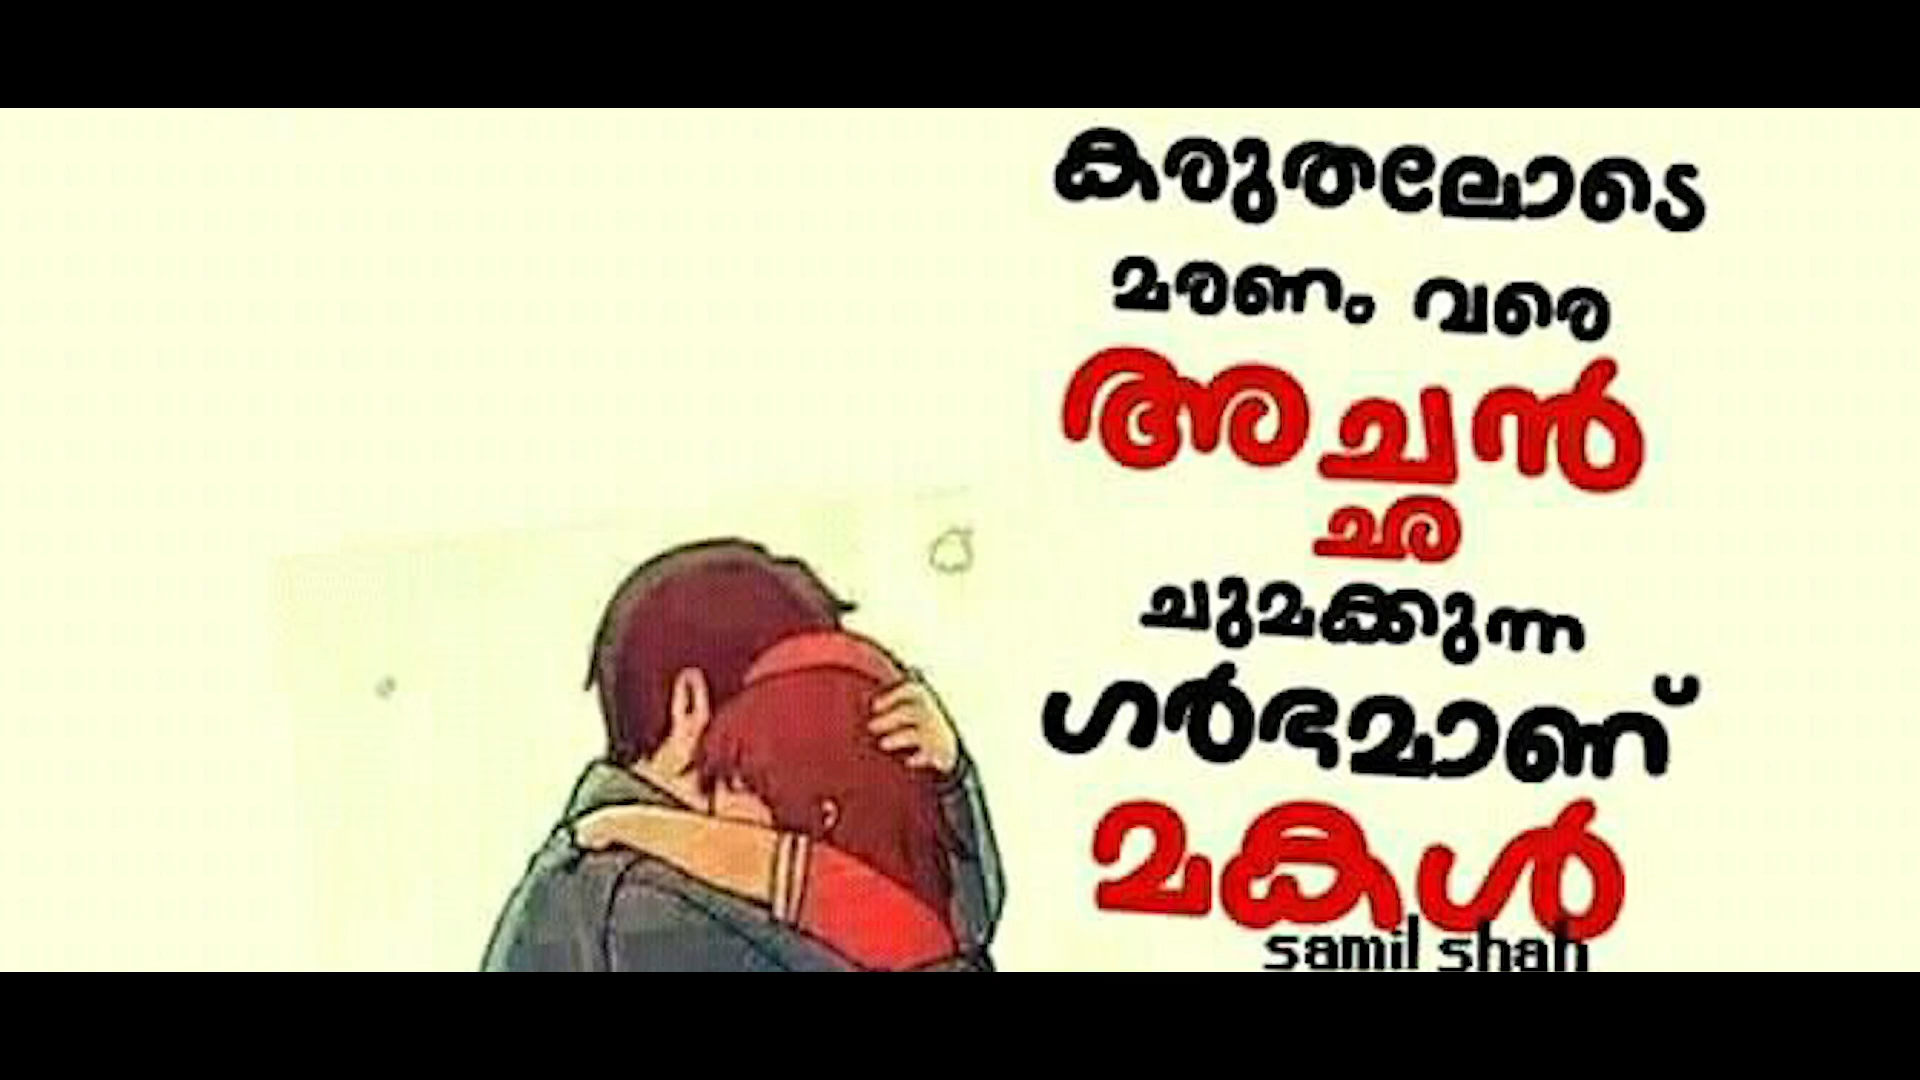 കരുതലോടെ
മരണം വരെ
അച്ഛൻ
ചുമക്കുന്ന
ഗർഭമാണ്
മകൾ
samil shah